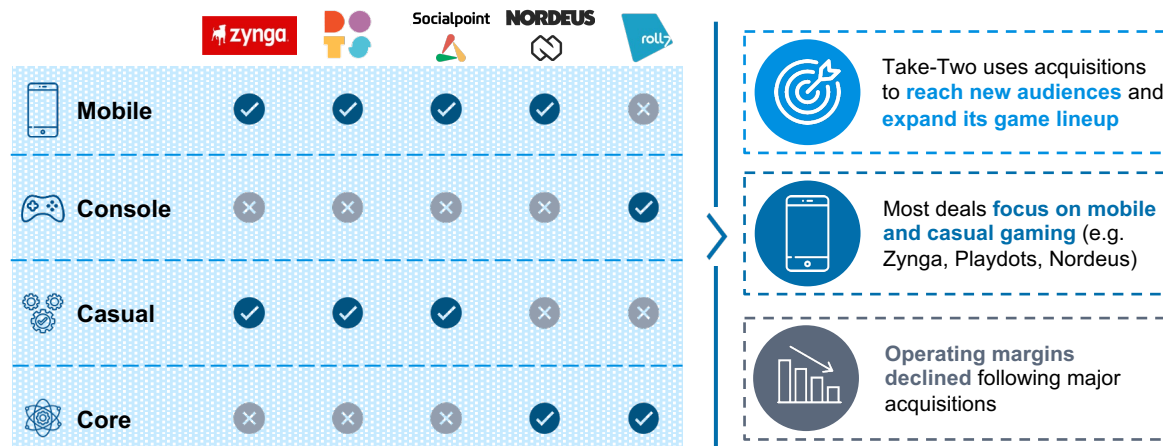 zynga
DOTS
Socialpoint
NORDEUS
roll7
Mobile
Console
Casual
Core
Take-Two uses acquisitions
to reach new audiences and
expand its game lineup
Most deals focus on mobile
and casual gaming (e.g.
Zynga, Playdots, Nordeus)
Operating margins
declined following major
acquisitions